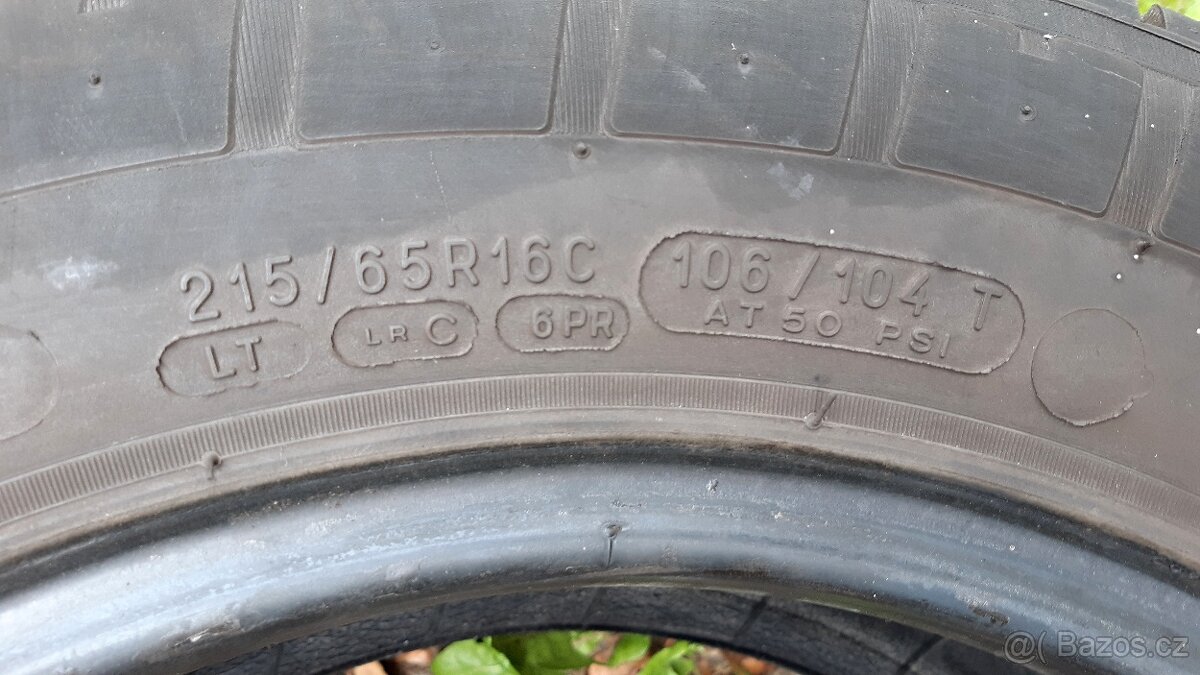 215/65R16C 106/104 T
LT LR C 6PR AT 50 PSI
@( Bazos.cz